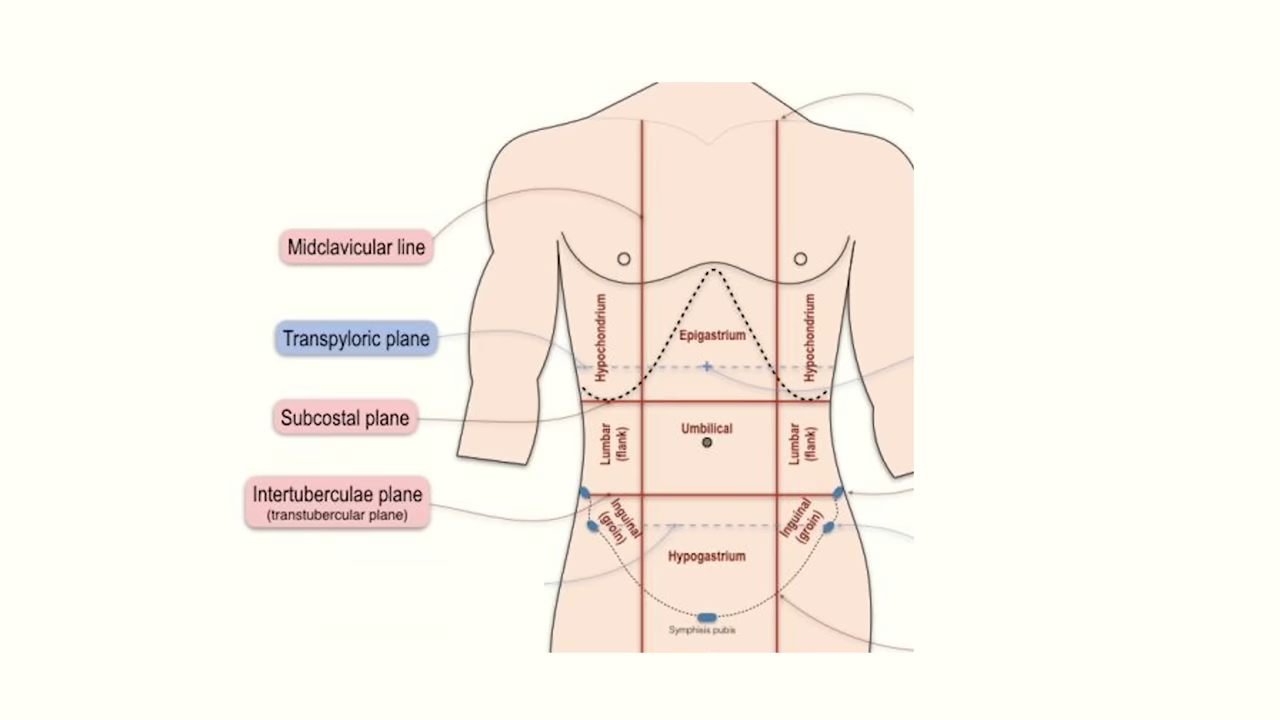 Midclavicular line
Transpyloric plane
Subcostal plane
Intertuberculae plane
(transtubercular plane)
Hypochondrium
Epigastrium
Hypochondrium
Lumbar
(flank)
Umbilical
Lumbar
(flank)
Inguinal
(groin)
Hypogastrium
Inguinal
(groin)
Symphisis pubis